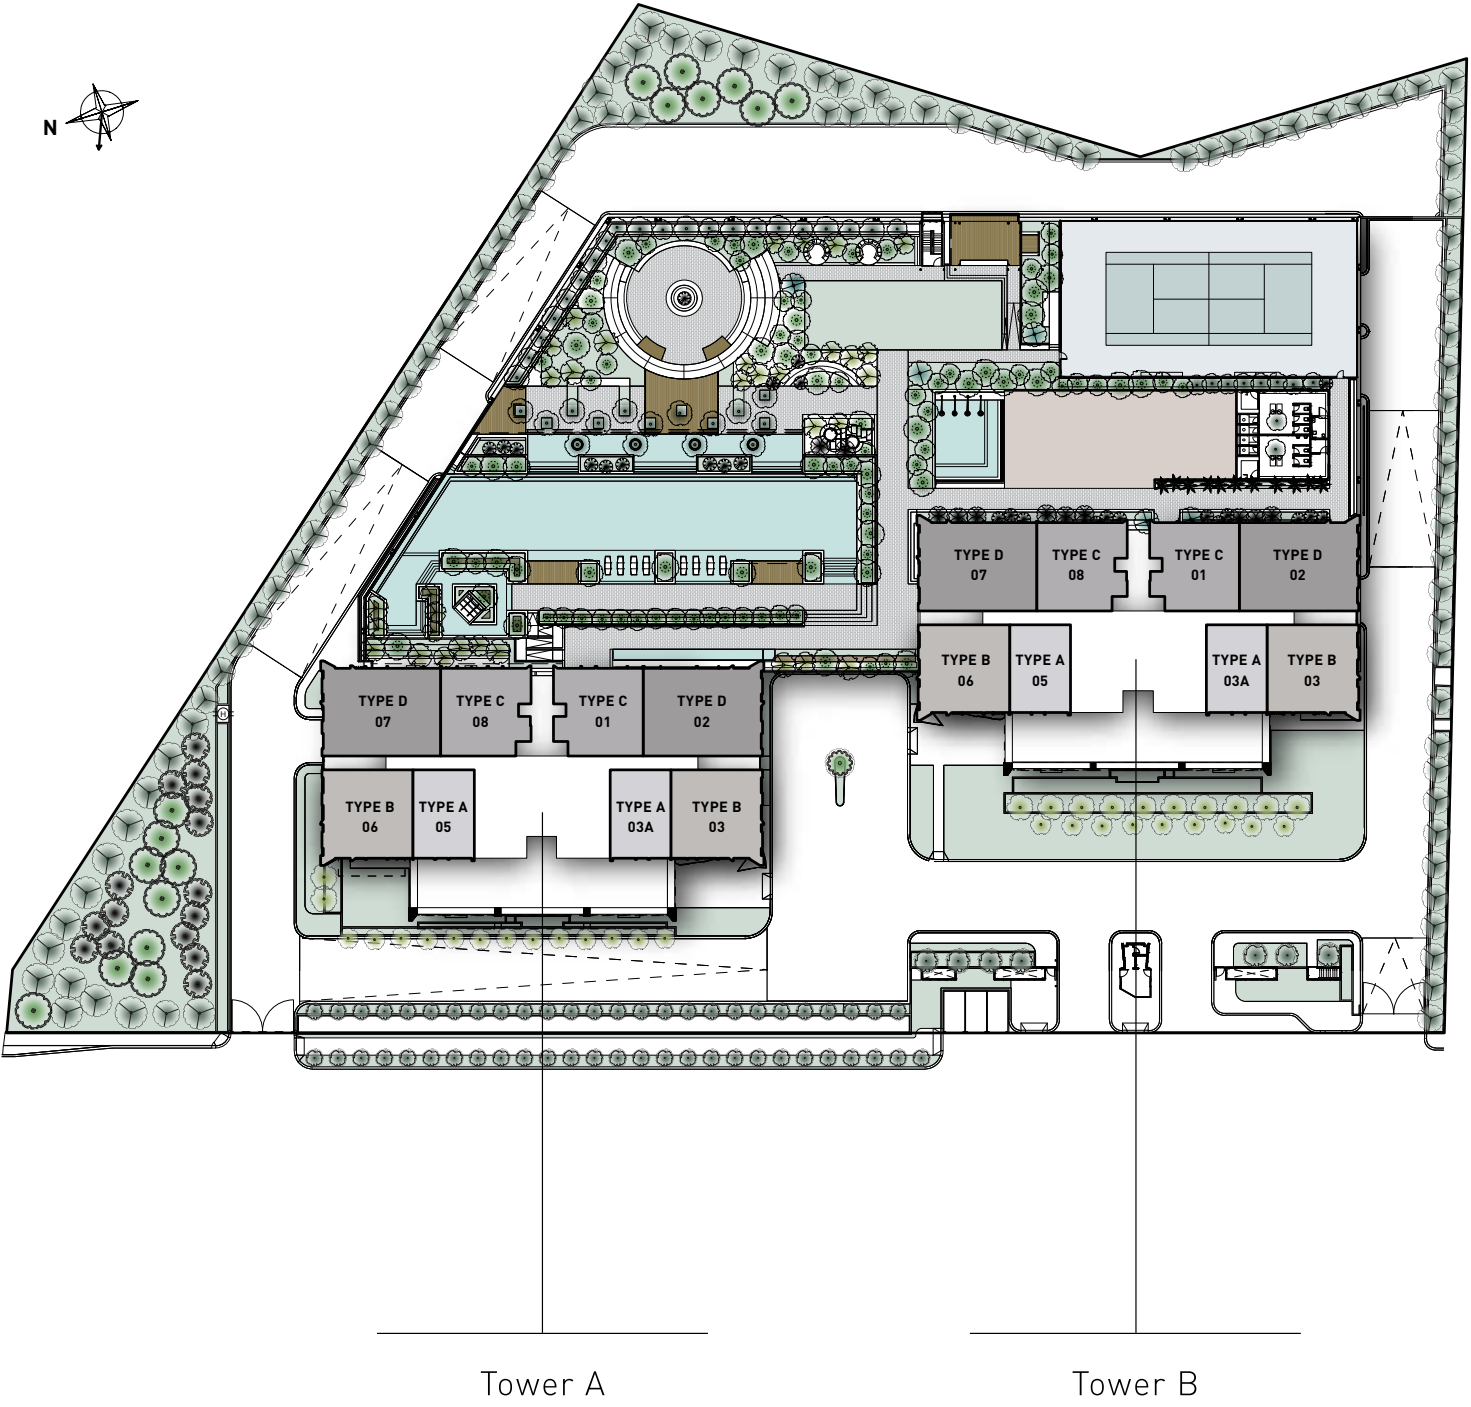 N
TYPE D
07
TYPE C
08
TYPE C
01
TYPE D
02
TYPE B
06
TYPE A
05
TYPE A
03A
TYPE B
03
TYPE D
07
TYPE C
08
TYPE C
01
TYPE D
02
TYPE B
06
TYPE A
05
TYPE A
03A
TYPE B
03
H
Tower A
Tower B